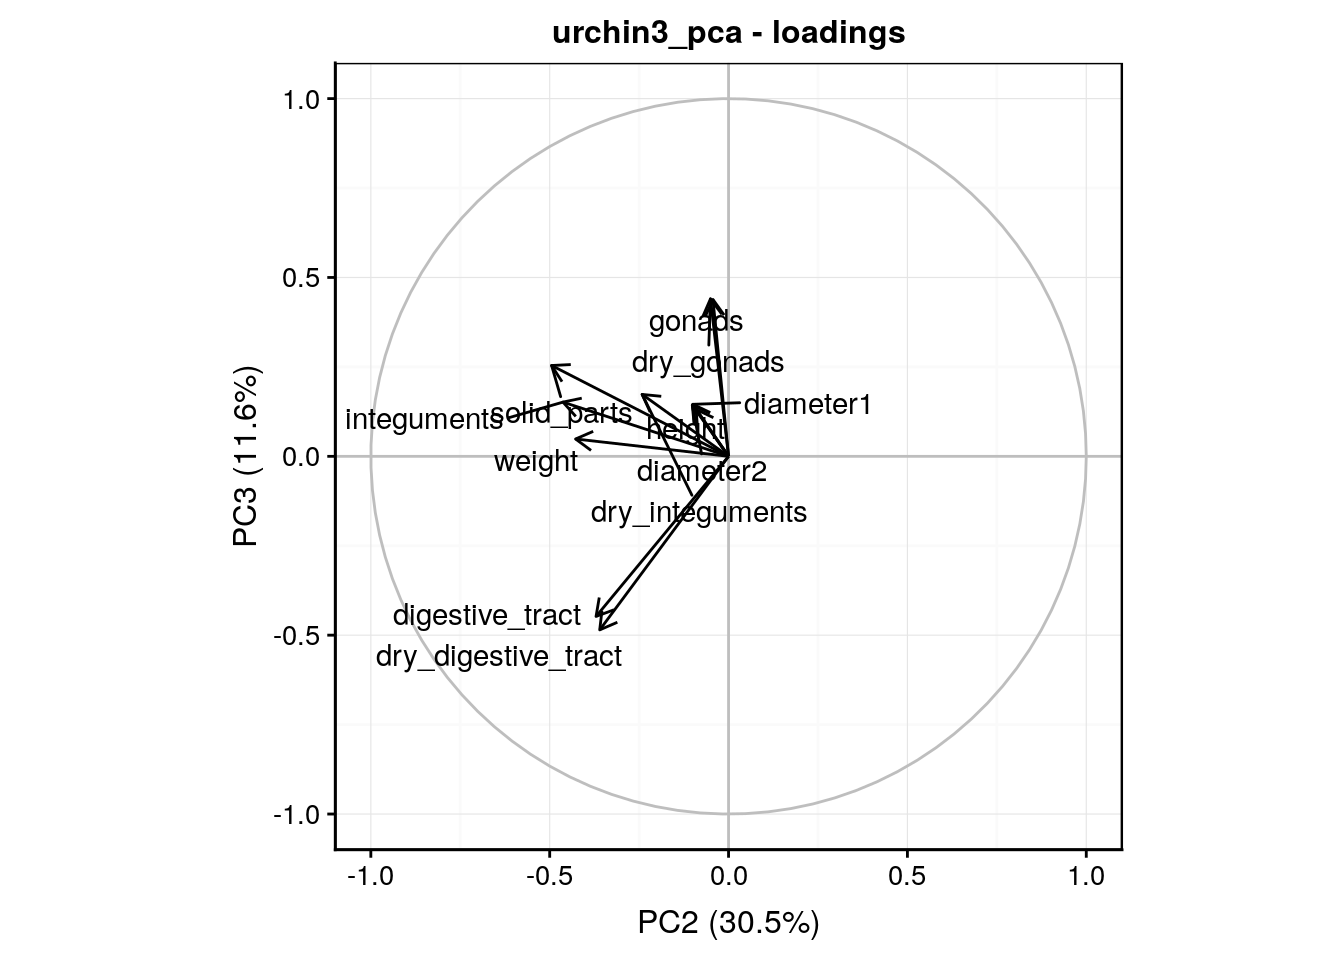 urchin3_pca - loadings
1.0
0.5
0.0
-0.5
-1.0
PC3 (11.6%)
gonads
dry_gonads
diameter1
solid_parts
integuments
height
weight
diameter2
dry_integuments
digestive_tract
dry_digestive_tract
-1.0 -0.5 0.0 0.5 1.0
PC2 (30.5%)